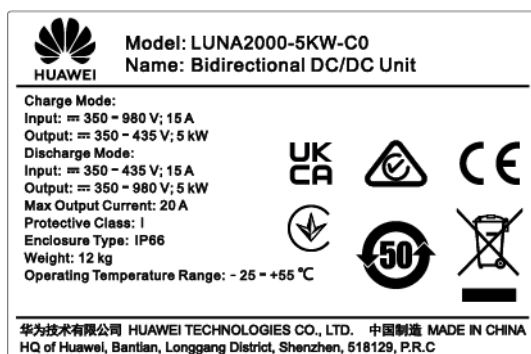 HUAWEI
Model: LUNA2000-5KW-C0
Name: Bidirectional DC/DC Unit
Charge Mode:
Input: ⎓ 350 - 980 V; 15 A
Output: ⎓ 350 - 435 V; 5 kW
Discharge Mode:
Input: ⎓ 350 - 435 V; 15 A
Output: ⎓ 350 - 980 V; 5 kW
Max Output Current: 20 A
Protective Class: I
Enclosure Type: IP66
Weight: 12 kg
Operating Temperature Range: - 25 - +55 ℃
UK
CA
CE
50
华为技术有限公司 HUAWEI TECHNOLOGIES CO., LTD. 中国制造 MADE IN CHINA
HQ of Huawei, Bantian, Longgang District, Shenzhen, 518129, P.R.C